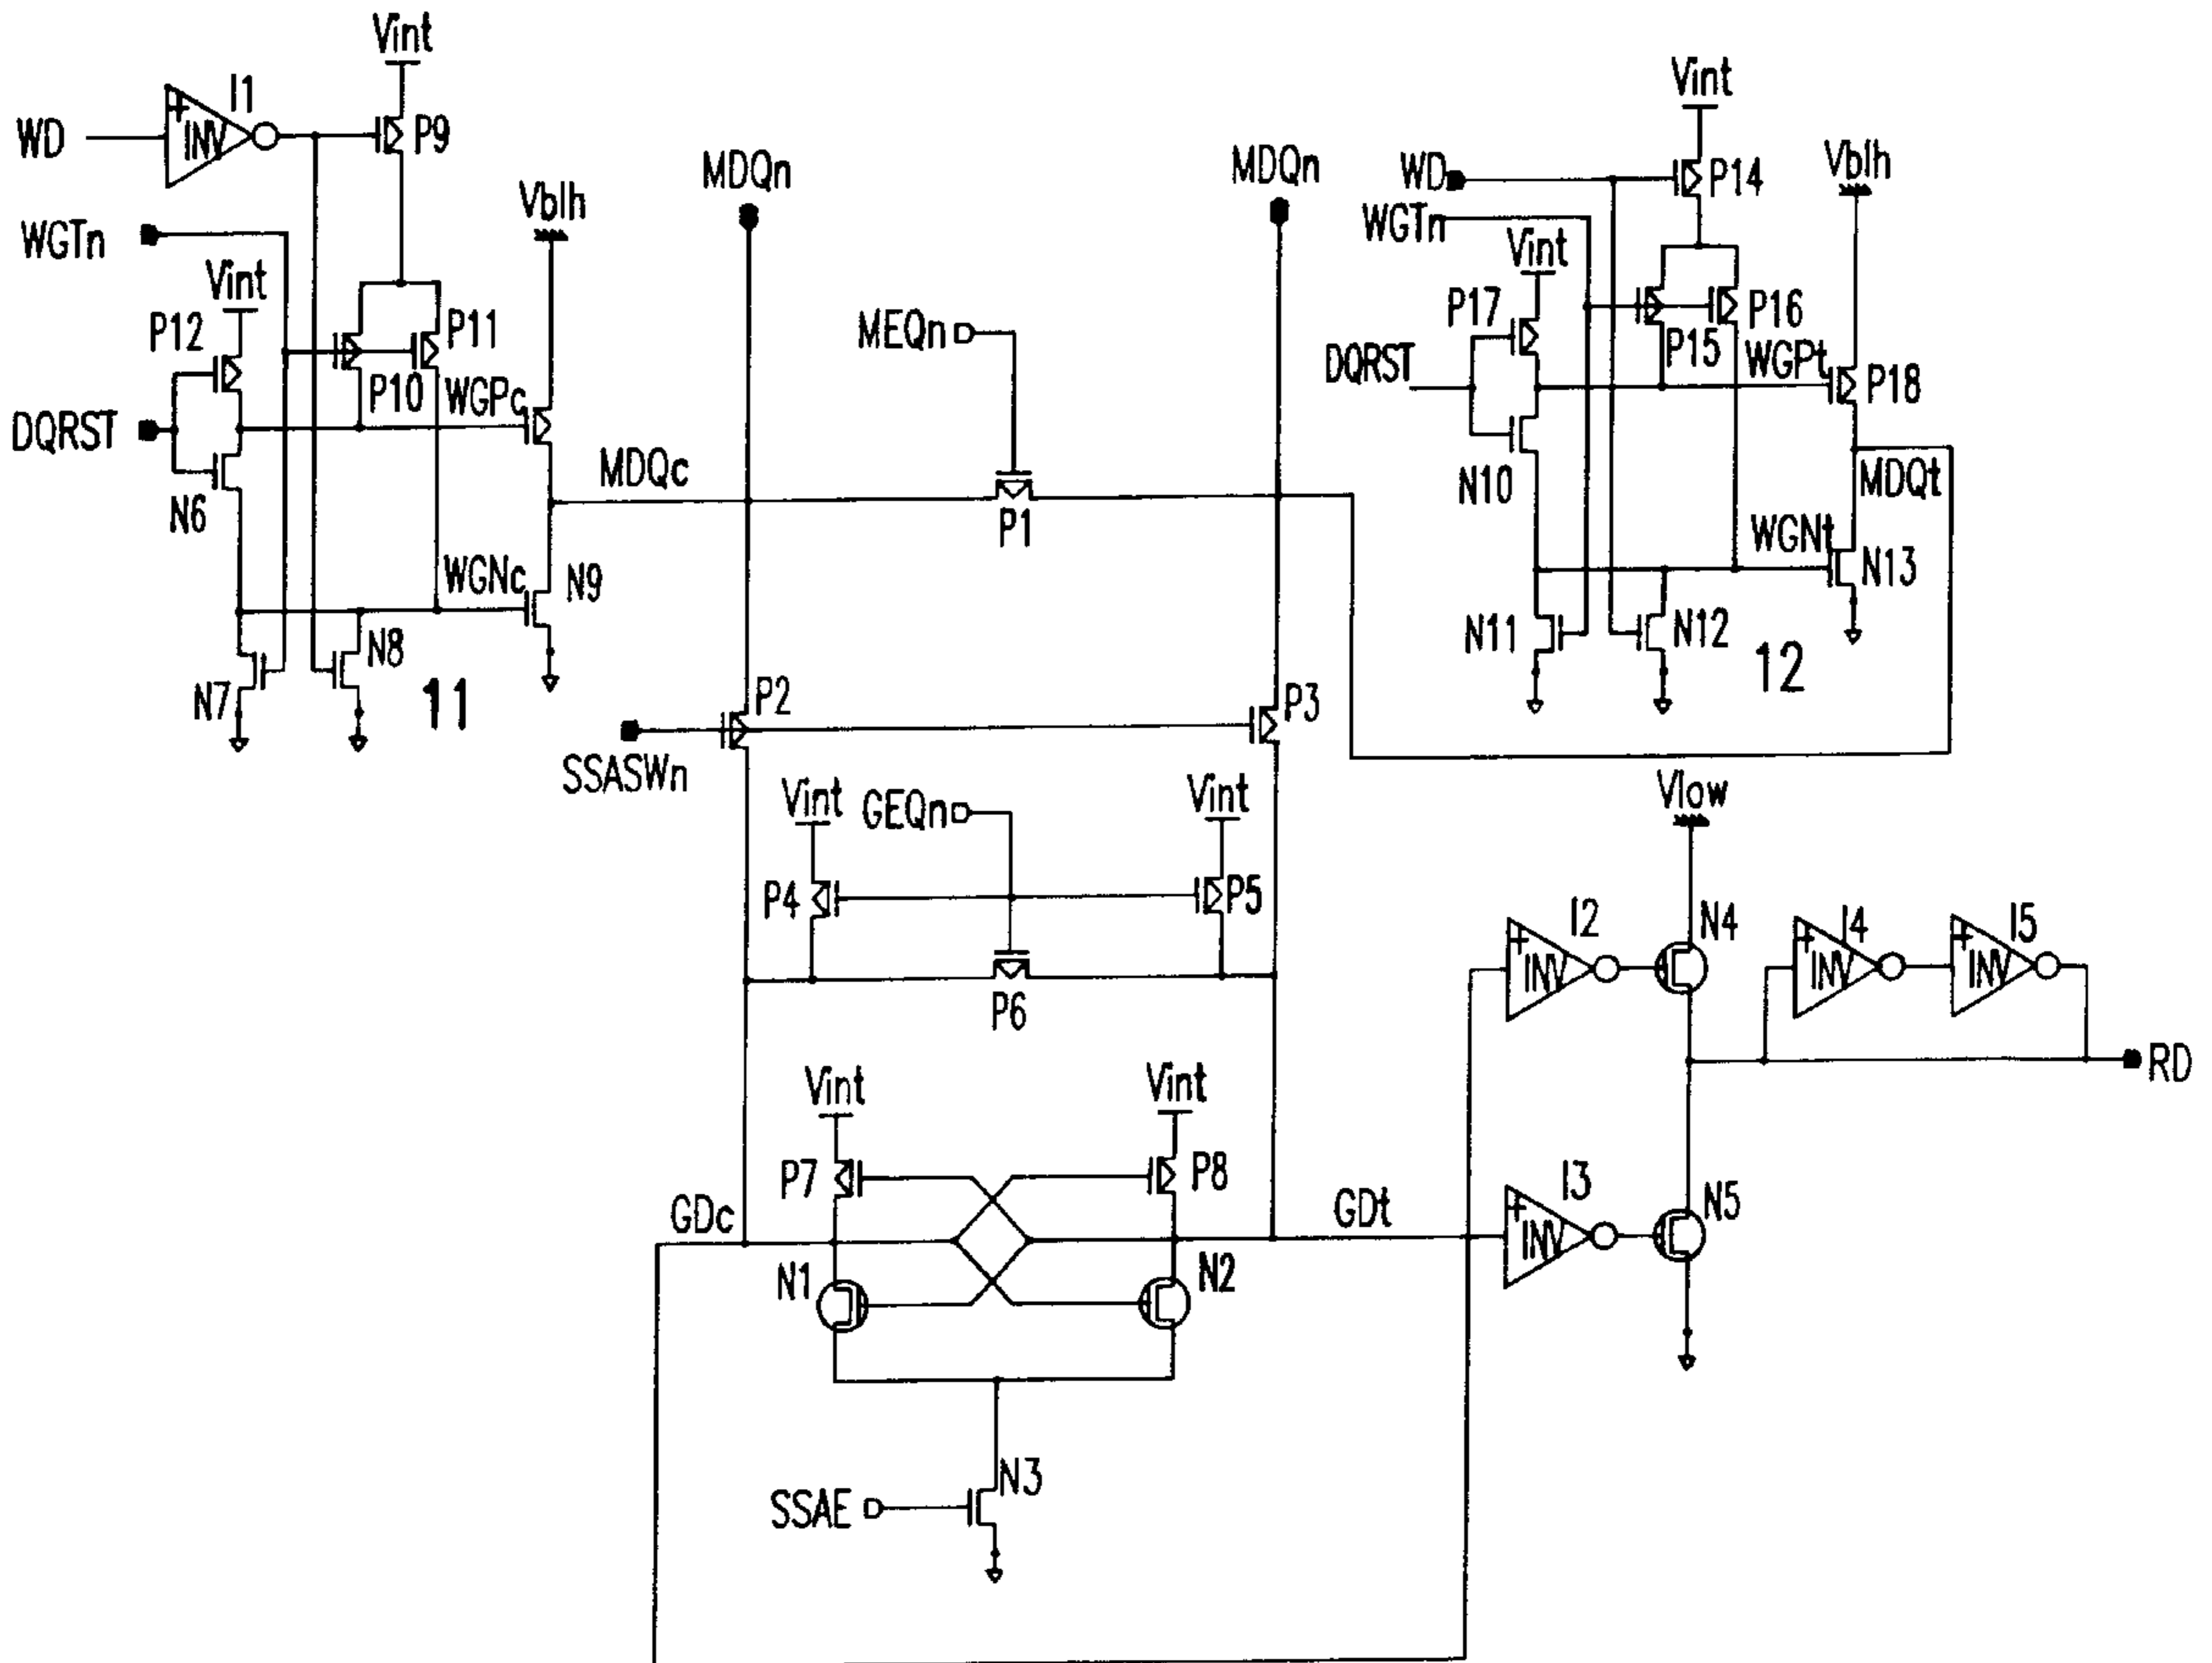 Vint
I1
WD
INV
P9
WGTn
Vint
P12
P11
P10
DQRST
N6
WGPc
Vblh
MDQc
WGNc
N9
N7
N8
11
MDQn
MDQn
MEQn
P1
P2
P3
SSASWn
Vint
GEQn
Vint
P4
P5
P6
Vint
Vint
P7
P8
GDc
GDt
N1
N2
N3
SSAE
Vint
WD
P14
WGTn
Vint
Vblh
P17
P16
P15
DQRST
WGPt
P18
N10
MDQt
WGNt
N13
N11
N12
12
Vlow
I2
INV
N4
I4
INV
I5
INV
RD
I3
INV
N5